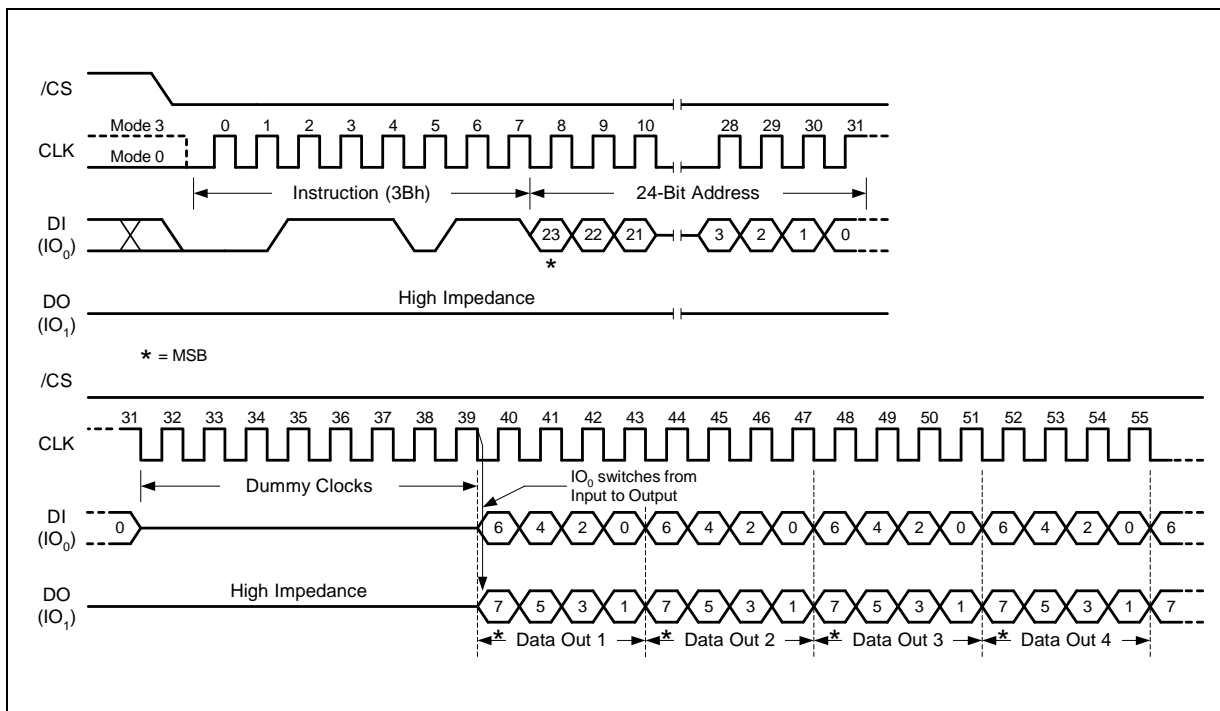 /CS
Mode 3
0 1 2 3 4 5 6 7 8 9 10 28 29 30 31
CLK
Mode 0
Instruction (3Bh)
24-Bit Address
DI
(IO0)
23 22 21 3 2 1 0
*
High Impedance
DO
(IO1)
* = MSB
/CS
31 32 33 34 35 36 37 38 39 40 41 42 43 44 45 46 47 48 49 50 51 52 53 54 55
CLK
Dummy Clocks
IO0 switches from
Input to Output
DI
(IO0)
0 6 4 2 0 6 4 2 0 6 4 2 0 6 4 2 0 6
High Impedance
DO
(IO1)
7 5 3 1 7 5 3 1 7 5 3 1 7 5 3 1 7
* Data Out 1 * Data Out 2 * Data Out 3 * Data Out 4